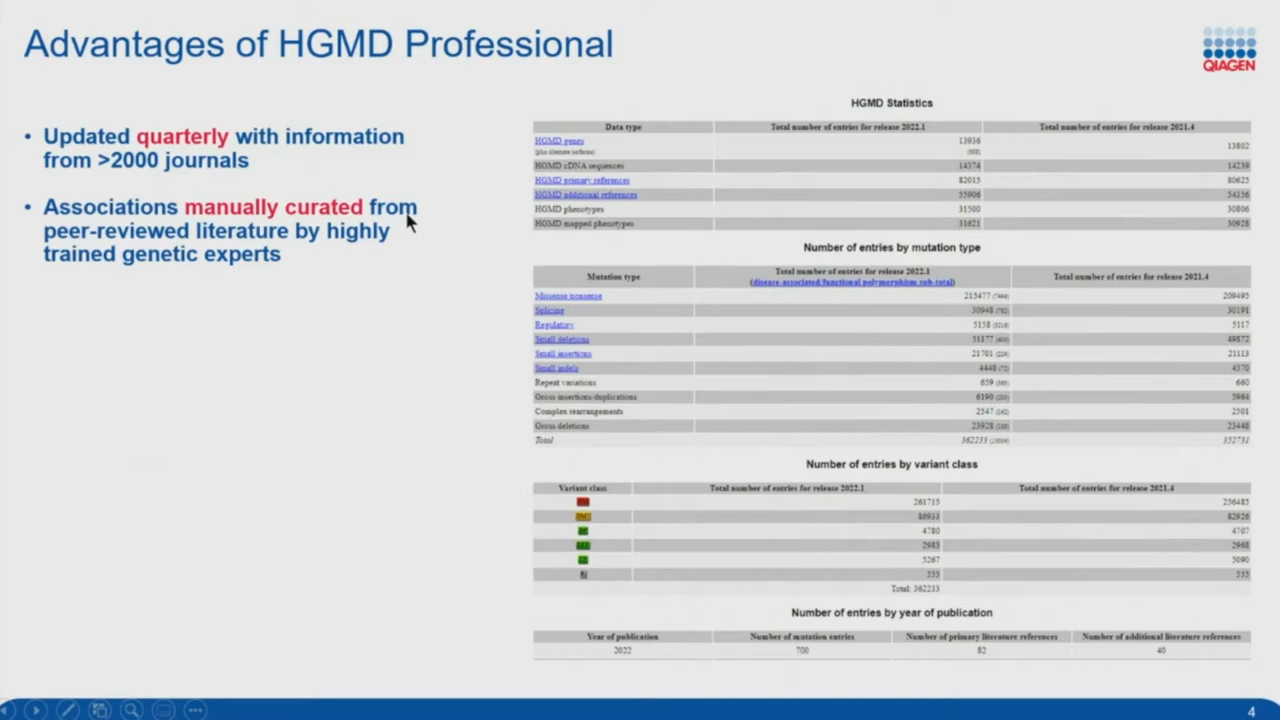 Advantages of HGMD Professional
QIAGEN
• Updated quarterly with information
from >2000 journals
• Associations manually curated from
peer-reviewed literature by highly
trained genetic experts
HGMD Statistics
Data type Total number of entries for release 2022.1 Total number of entries for release 2021.4
HGMD genes 13936 13802
HGMD cDNA sequences 14374 14239
HGMD primary references 82015 80625
HGMD additional references 55906 54356
HGMD phenotypes 31500 30806
HGMD mapped phenotypes 31621 30928
Number of entries by mutation type
Mutation type Total number of entries for release 2022.1 Total number of entries for release 2021.4
(disease-associated/functional polymorphism sub-total)
Missense/nonsense 215477 209495
Splicing 30948 30191
Regulatory 5158 5117
Small deletions 51177 49872
Small insertions 21701 21113
Small indels 4448 4370
Repeat variations 659 660
Gross insertions/duplications 6190 5964
Complex rearrangements 2547 2501
Gross deletions 23928 23448
Total 362233 352731
Number of entries by variant class
Variant class Total number of entries for release 2022.1 Total number of entries for release 2021.4
261715 256485
86933 82926
4780 4707
2983 2968
5267 5090
555 555
Total: 362233
Number of entries by year of publication
Year of publication Number of mutation entries Number of primary literature references Number of additional literature references
2022 700 82 40
4